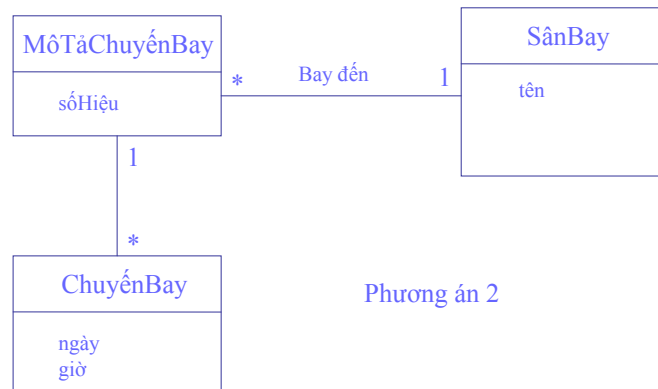 MôTảChuyếnBay
sốHiệu
*
Bay đến
1
SânBay
tên
1
*
ChuyếnBay
ngày
giờ
Phương án 2